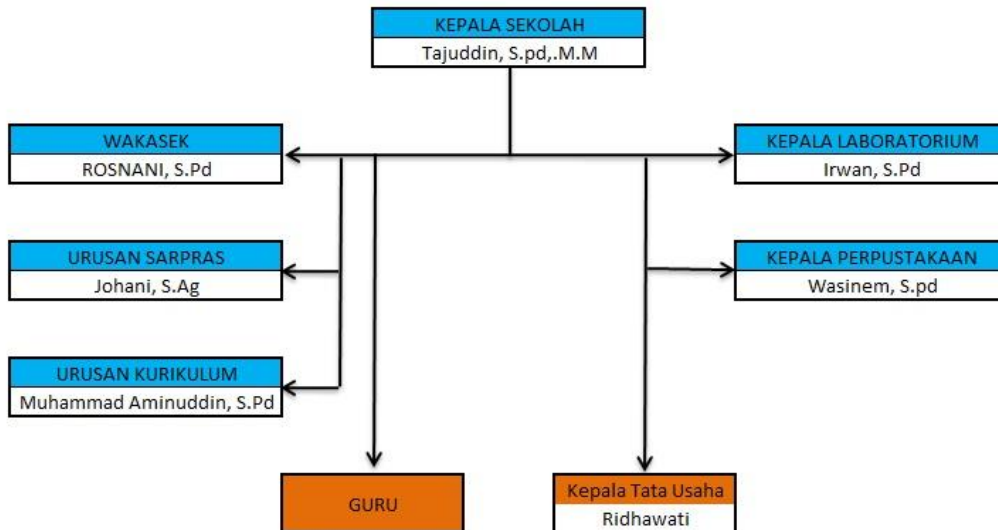 KEPALA SEKOLAH
Tajuddin, S.pd,.M.M
WAKASEK
ROSNANI, S.Pd
KEPALA LABORATORIUM
Irwan, S.Pd
URUSAN SARPRAS
Johani, S.Ag
KEPALA PERPUSTAKAAN
Wasinem, S.pd
URUSAN KURIKULUM
Muhammad Aminuddin, S.Pd
GURU
Kepala Tata Usaha
Ridhawati